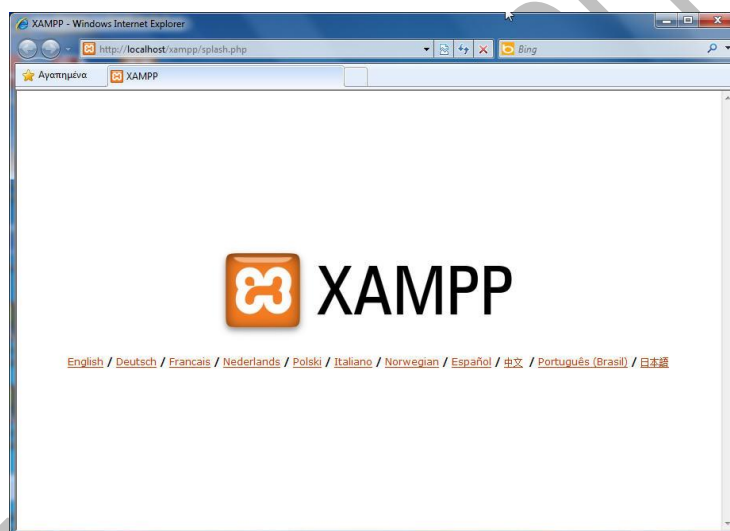 XAMPP - Windows Internet Explorer
http://localhost/xampp/splash.php
Bing
Αγαπημένα
XAMPP
XAMPP
English / Deutsch / Francais / Nederlands / Polski / Italiano / Norwegian / Español / 中文 / Português (Brasil) / 日本語